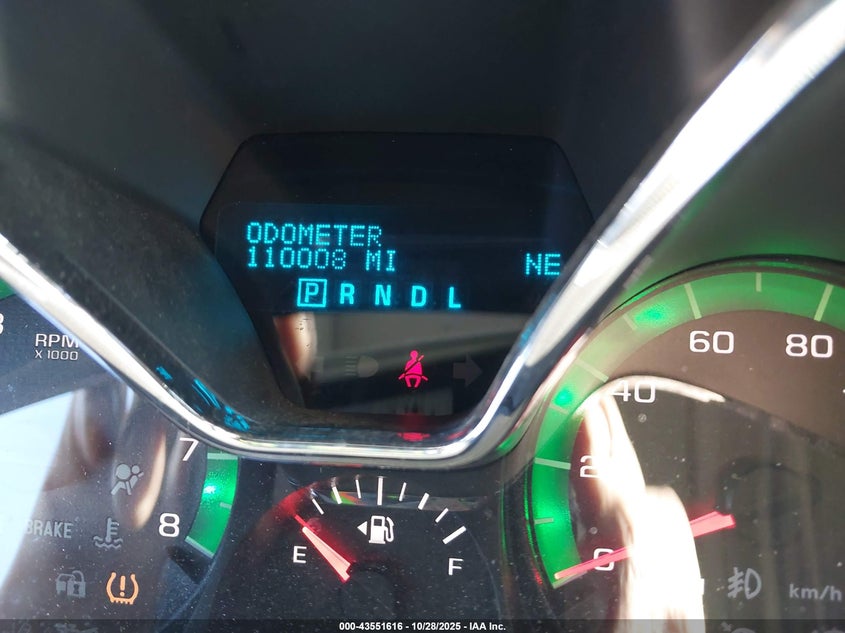 ODOMETER
110008 MI NE
P R N D L
RPM
X 1000
60
80
40
7
8
BRAKE
E
F
0
km/h
000-43551616 - 10/28/2025 - IAA Inc.